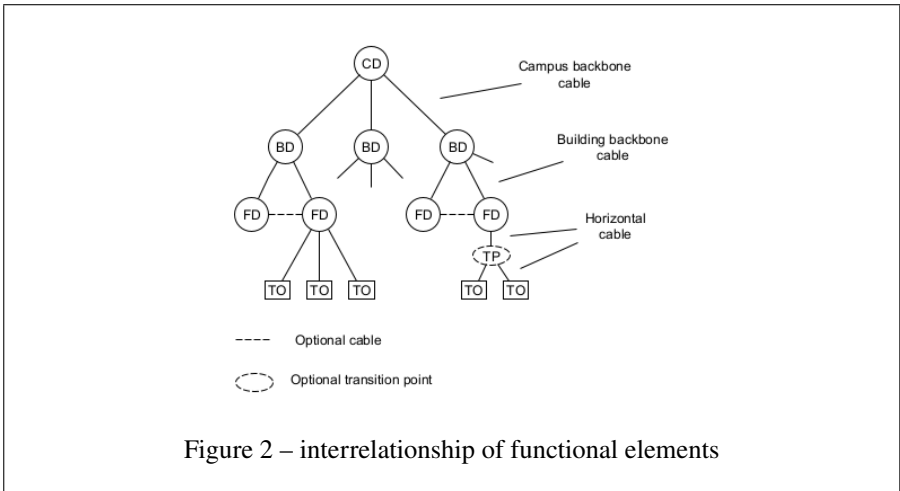 CD
Campus backbone
cable
BD
BD
BD
Building backbone
cable
FD
FD
FD
FD
Horizontal
cable
TP
TO
TO
TO
TO
TO
Optional cable
Optional transition point
Figure 2 – interrelationship of functional elements